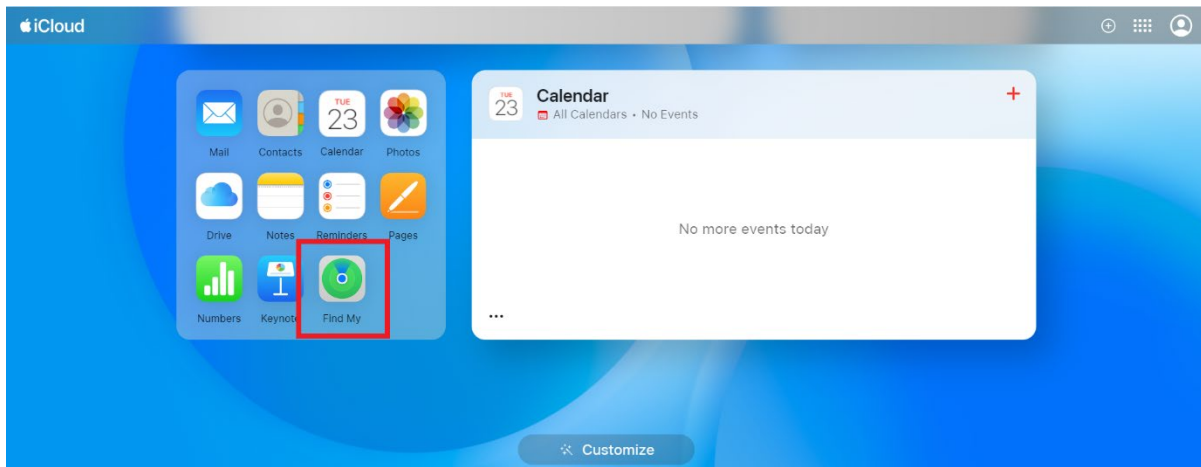 iCloud
TUE
23
Mail
Contacts
Calendar
Photos
Drive
Notes
Reminders
Pages
Numbers
Keynote
Find My
TUE
23
Calendar
All Calendars • No Events
No more events today
...
Customize